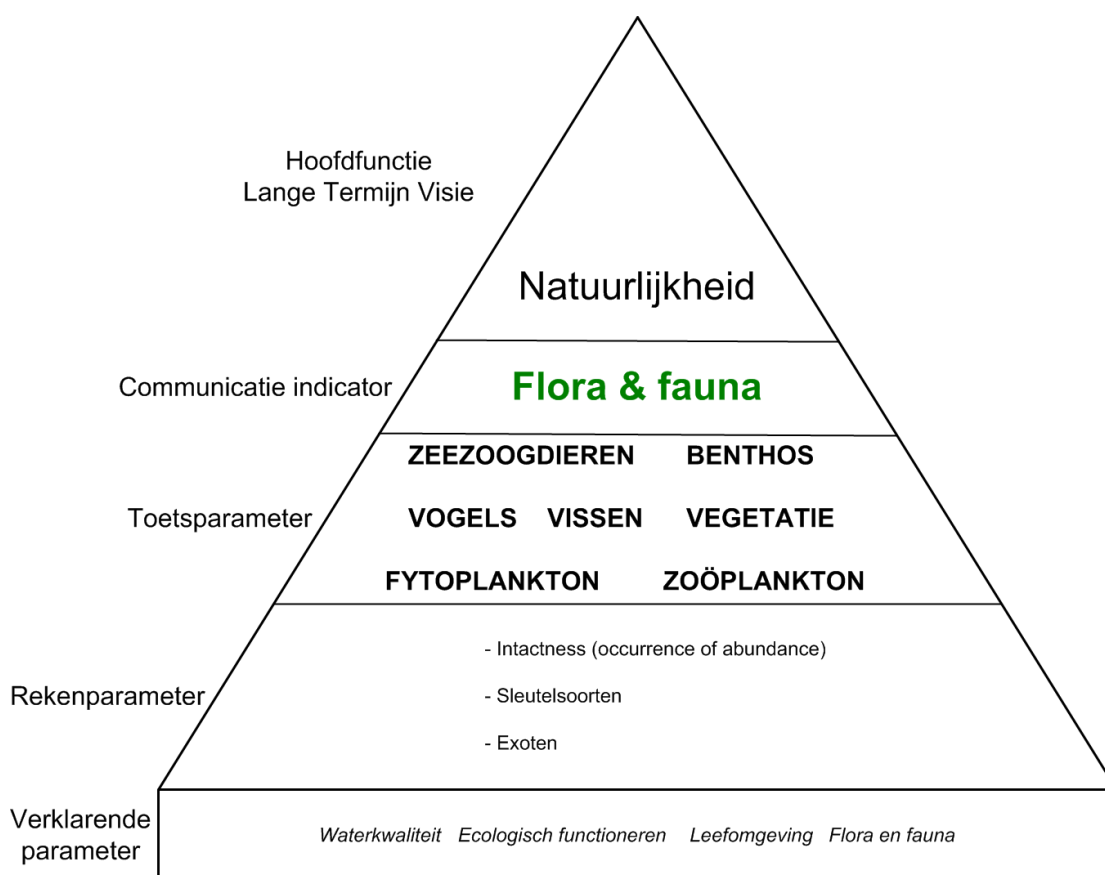 Hoofdfunctie
Lange Termijn Visie
Natuurlijkheid
Communicatie indicator
Flora & fauna
ZEEZOOGDIEREN BENTHOS
Toetsparameter
VOGELS VISSEN VEGETATIE
FYTOPLANKTON ZOÖPLANKTON
- Intactness (occurrence of abundance)
Rekenparameter
- Sleutelsoorten
- Exoten
Verklarende
parameter
Waterkwaliteit Ecologisch functioneren Leefomgeving Flora en fauna